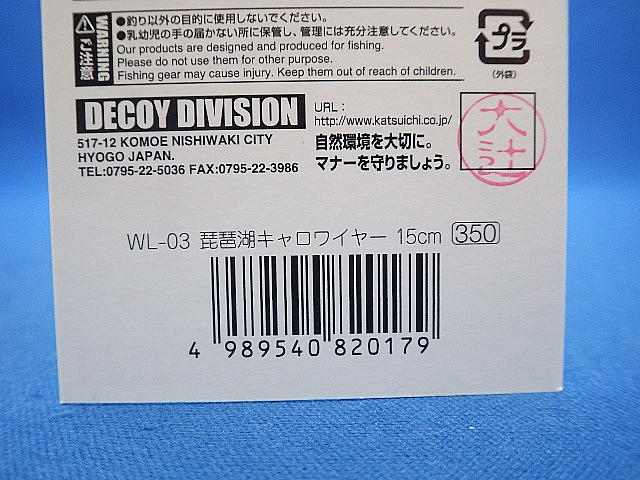 ●釣り以外の目的に使用しないでください。
●乳幼児の手の届かない所に保管し、管理には充分注意してください。
Our products are designed and produced for fishing.
Please do not use them for other purpose.
Fishing gear may cause injury. Keep them out of reach of children.
WARNING
プラ
(外袋)
DECOY DIVISION
517-12 KOMOE NISHIWAKI CITY
HYOGO JAPAN.
TEL:0795-22-5036 FAX:0795-22-3986
URL：
http://www.katsuichi.co.jp
自然環境を大切に。
マナーを守りましょう。
WL-03 琵琶湖キャロワイヤー 15cm 350
4 989540 820179